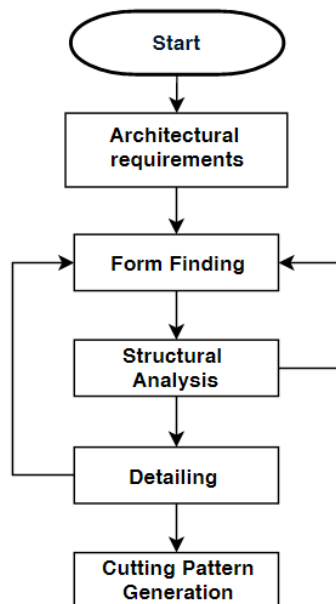 Start
Architectural
requirements
Form Finding
Structural
Analysis
Detailing
Cutting Pattern
Generation